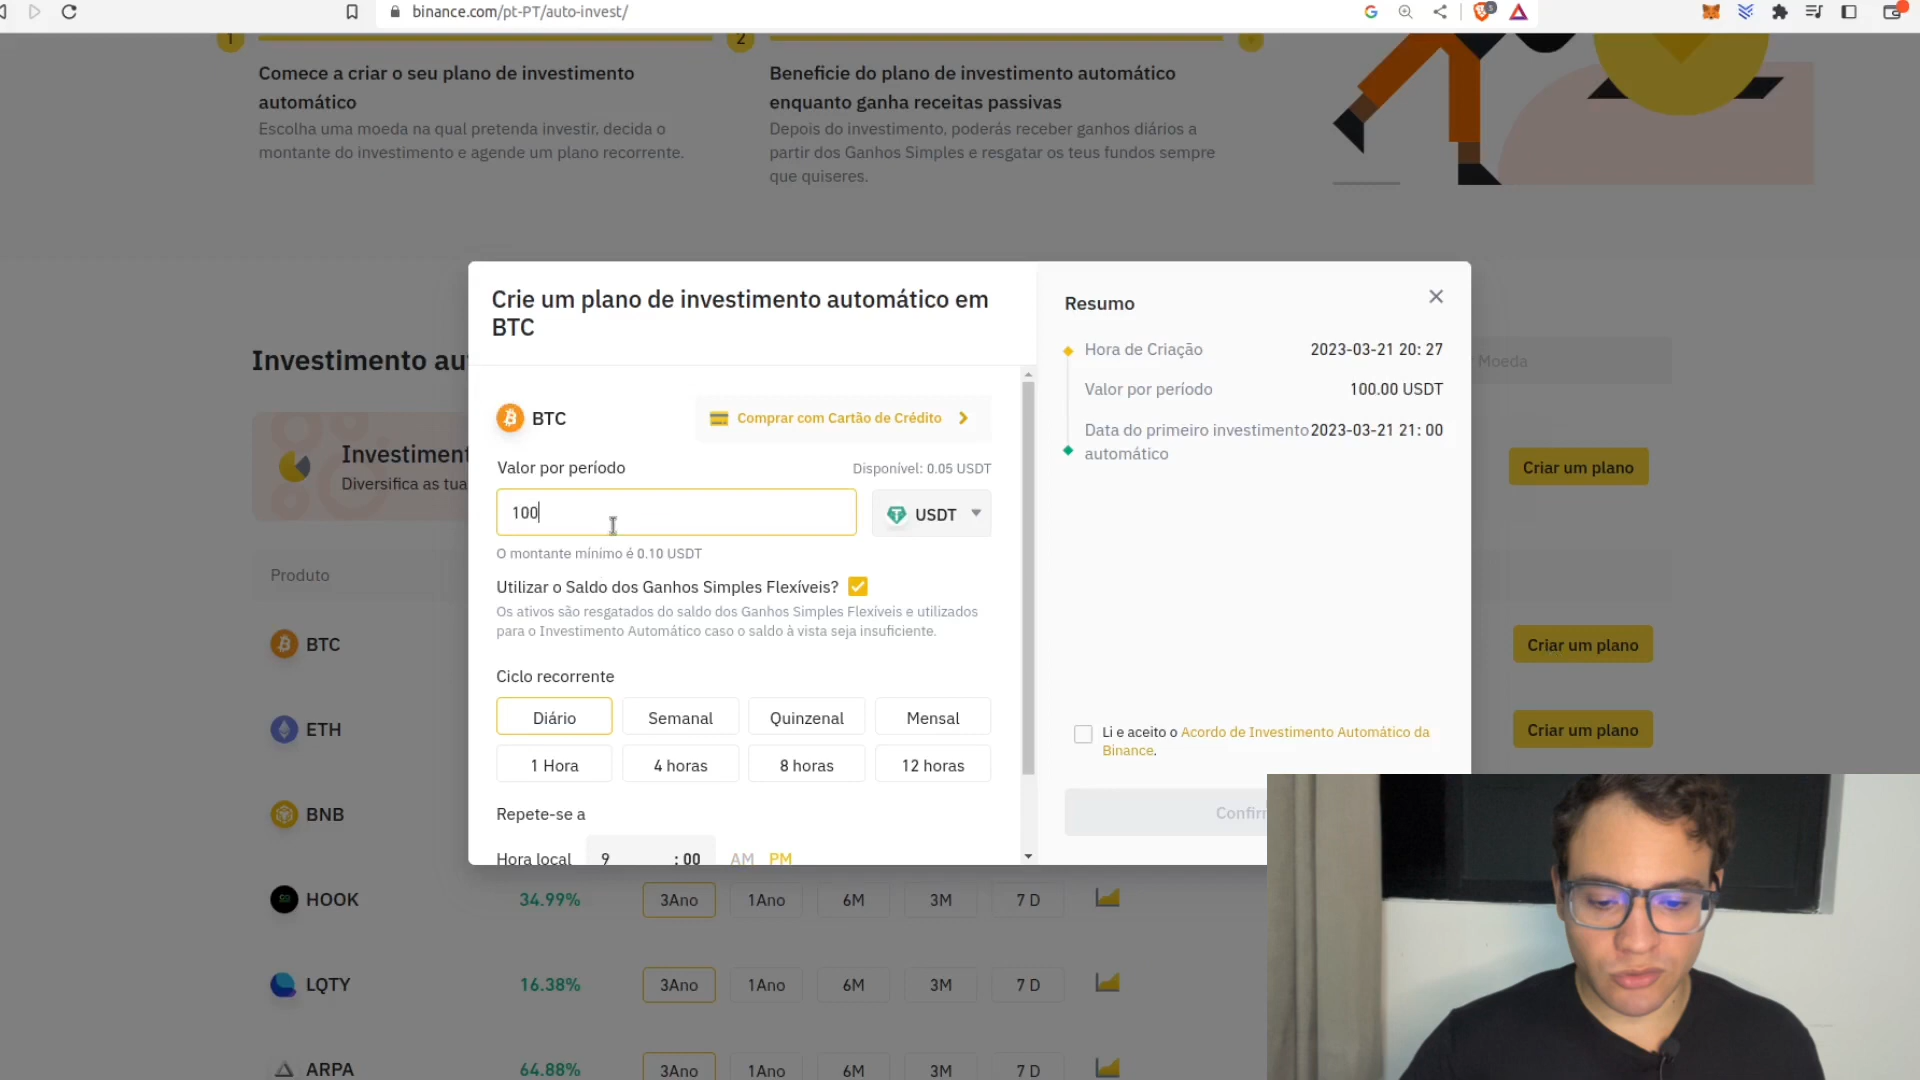 binance.com/pt-PT/auto-invest/
5
1
2
Comece a criar o seu plano de investimento
automático
Escolha uma moeda na qual pretenda investir, decida o
montante do investimento e agende um plano recorrente.
Beneficie do plano de investimento automático
enquanto ganha receitas passivas
Depois do investimento, poderás receber ganhos diários a
partir dos Ganhos Simples e resgatar os teus fundos sempre
que quiseres.
Investimento au
Moeda
Investiment
Diversifica as tua
Criar um plano
Produto
BTC
Criar um plano
ETH
Criar um plano
BNB
HOOK
34.99%
3Ano
1Ano
6M
3M
7 D
LQTY
16.38%
3Ano
1Ano
6M
3M
7 D
ARPA
64.88%
3Ano
1Ano
6M
3M
7 D
Crie um plano de investimento automático em
BTC
BTC
Comprar com Cartão de Crédito
Valor por período
Disponível: 0.05 USDT
100
USDT
O montante mínimo é 0.10 USDT
Utilizar o Saldo dos Ganhos Simples Flexíveis?
Os ativos são resgatados do saldo dos Ganhos Simples Flexíveis e utilizados
para o Investimento Automático caso o saldo à vista seja insuficiente.
Ciclo recorrente
Diário
Semanal
Quinzenal
Mensal
1 Hora
4 horas
8 horas
12 horas
Repete-se a
Hora local
9
: 00
AM
PM
Resumo
Hora de Criação
2023-03-21 20: 27
Valor por período
100.00 USDT
Data do primeiro investimento
automático
2023-03-21 21: 00
Li e aceito o Acordo de Investimento Automático da
Binance.
Confir